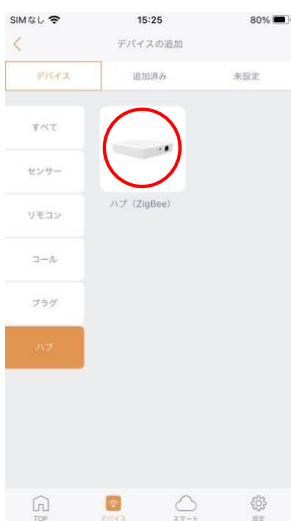 SIMなし 15:25 80%
デバイスの追加
デバイス 追加済み 未設定
すべて
センサー
リモコン
コール
プラグ
ハブ
ハブ（ZigBee）
TOP デバイス スマート 設定